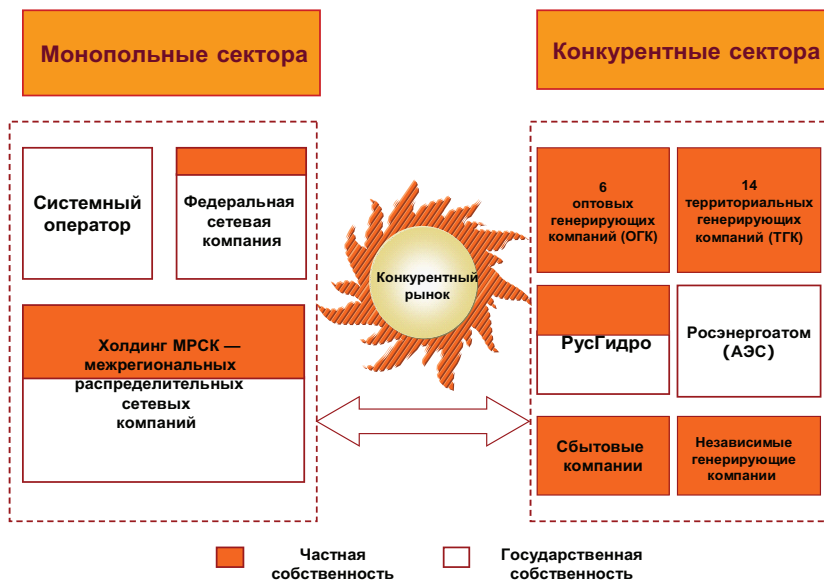 Монопольные сектора
Конкурентные сектора
Системный
оператор
Федеральная
сетевая
компания
Холдинг МРСК —
межрегиональных
распределительных
сетевых
компаний
Конкурентный
рынок
6
оптовых
генерирующих
компаний (ОГК)
14
территориальных
генерирующих
компаний (ТГК)
РусГидро
Росэнергоатом
(АЭС)
Сбытовые
компании
Независимые
генерирующие
компании
Частная
собственность
Государственная
собственность